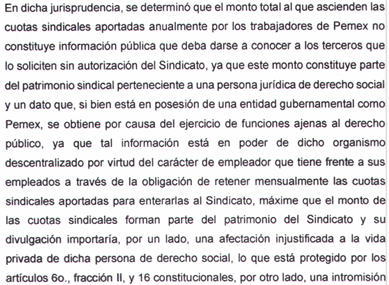 En dicha jurisprudencia, se determinó que el monto total al que ascienden las
cuotas sindicales aportadas anualmente por los trabajadores de Pemex no
constituye información pública que deba darse a conocer a los terceros que
lo soliciten sin autorización del Sindicato, ya que este monto constituye parte
del patrimonio sindical perteneciente a una persona jurídica de derecho social
y un dato que, si bien está en posesión de una entidad gubernamental como
Pemex, se obtiene por causa del ejercicio de funciones ajenas al derecho
público, ya que tal información está en poder de dicho organismo
descentralizado por virtud del carácter de empleador que tiene frente a sus
empleados a través de la obligación de retener mensualmente las cuotas
sindicales aportadas para enterarlas al Sindicato, máxime que el monto de
las cuotas sindicales forman parte del patrimonio del Sindicato y su
divulgación importaría, por un lado, una afectación injustificada a la vida
privada de dicha persona de derecho social, lo que está protegido por los
artículos 6o., fracción II, y 16 constitucionales, por otro lado, una intromisión